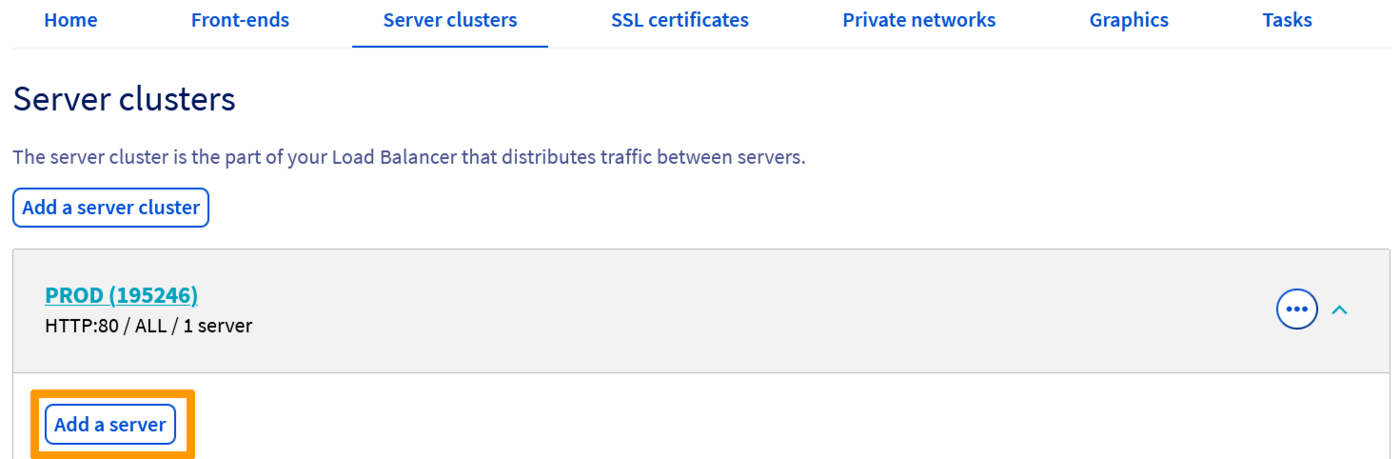 Home Front-ends Server clusters SSL certificates Private networks Graphics Tasks
Server clusters
The server cluster is the part of your Load Balancer that distributes traffic between servers.
Add a server cluster
PROD (195246)
HTTP:80 / ALL / 1 server
Add a server